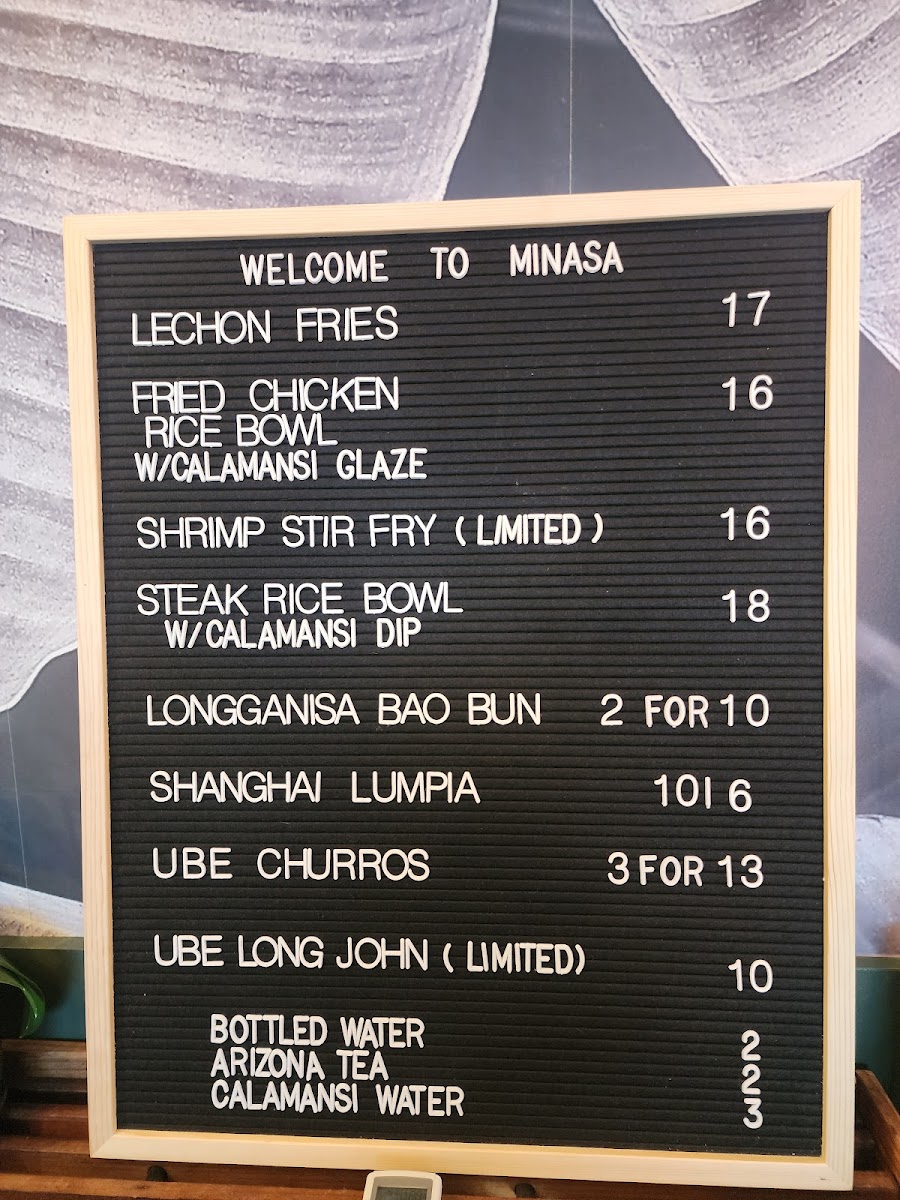 WELCOME TO MINASA
LECHON FRIES 17
FRIED CHICKEN 16
RICE BOWL
W/CALAMANSI GLAZE
SHRIMP STIR FRY (LIMITED) 16
STEAK RICE BOWL 18
W/CALAMANSI DIP
LONGGANISA BAO BUN 2 FOR 10
SHANGHAI LUMPIA 10| 6
UBE CHURROS 3 FOR 13
UBE LONG JOHN (LIMITED) 10
BOTTLED WATER 2
ARIZONA TEA 2
CALAMANSI WATER 3